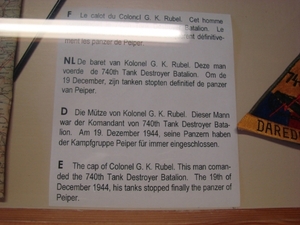 F Le salut du Colonel G. K. Rubel. Cet homme
Batalion. Le
définitive-
ment les panzer de Peiper.
NL De baret van Kolonel G. K. Rubel. Deze man
voerde de 740th Tank Destroyer Batalion. Om de
19 December, zijn tanken stopten definitief de panzer
van Peiper.
D Die Mütze von Kolonel G. K. Rubel. Dieser Mann
war der Komandant von 740th Tank Destroyer Bata-
lion. Am 19. Dezember 1944, seine Panzern haben
der Kampfgruppe Peiper für immer eingeschlossen.
E The cap of Colonel G. K. Rubel. This man coman-
ded the 740th Tank Destroyer Batalion. The 19th of
December 1944, his tanks stopped finally the panzer of
Peiper.
DARED